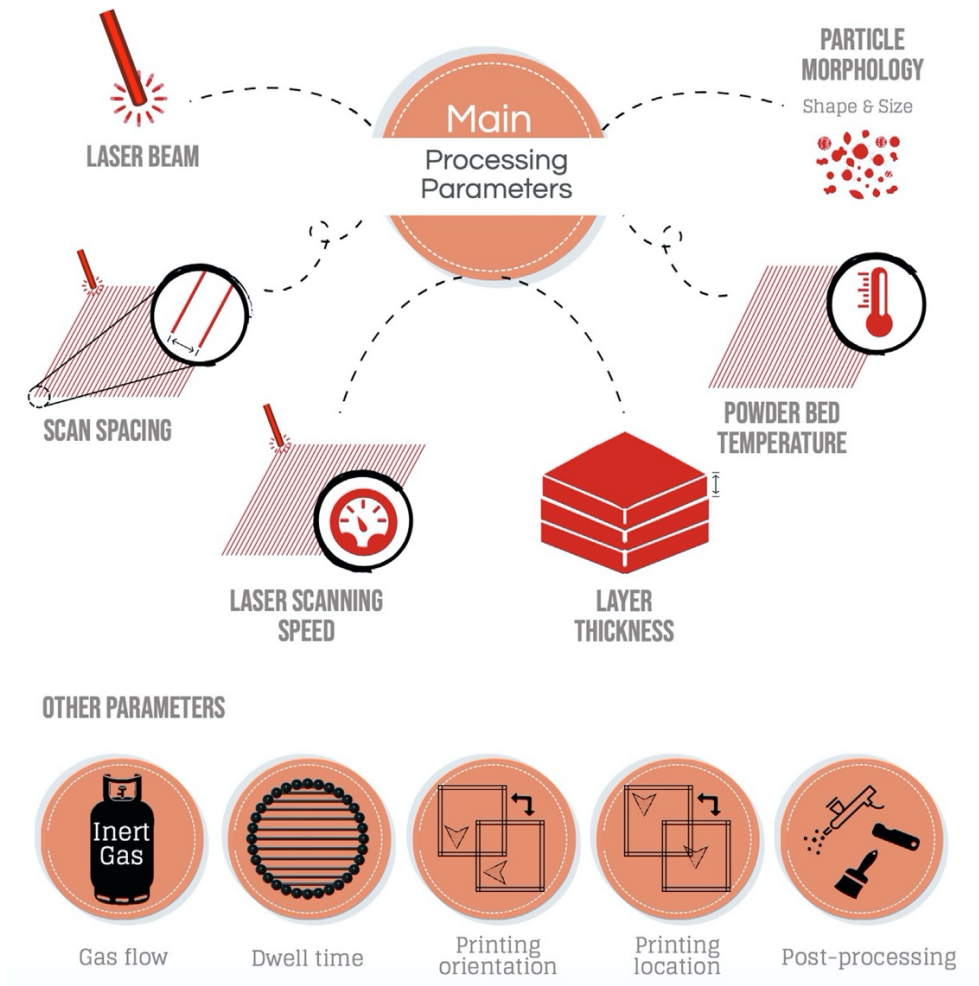 Main
Processing
Parameters
LASER BEAM
PARTICLE
MORPHOLOGY
Shape & Size
SCAN SPACING
POWDER BED
TEMPERATURE
LASER SCANNING
SPEED
LAYER
THICKNESS
OTHER PARAMETERS
Inert
Gas
Gas flow
Dwell time
Printing
orientation
Printing
location
Post-processing